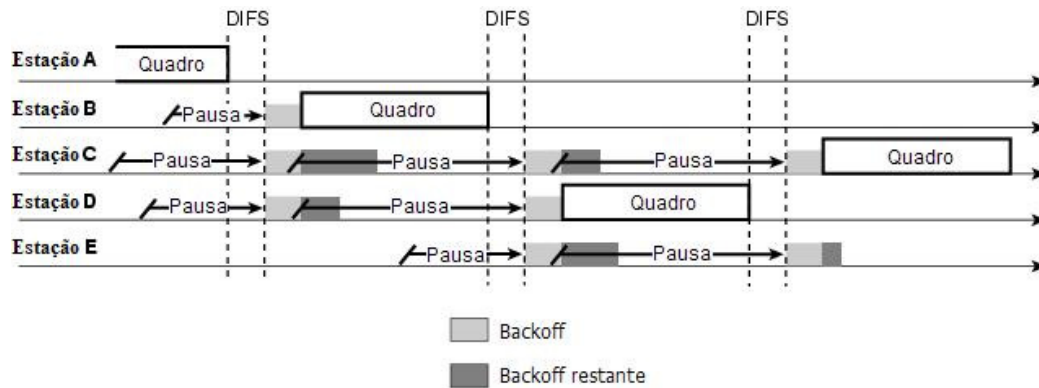 DIFS DIFS DIFS
Estação A Quadro
Estação B Pausa Quadro
Estação C Pausa Pausa Pausa Quadro
Estação D Pausa Pausa Quadro
Estação E Pausa Pausa
Backoff
Backoff restante